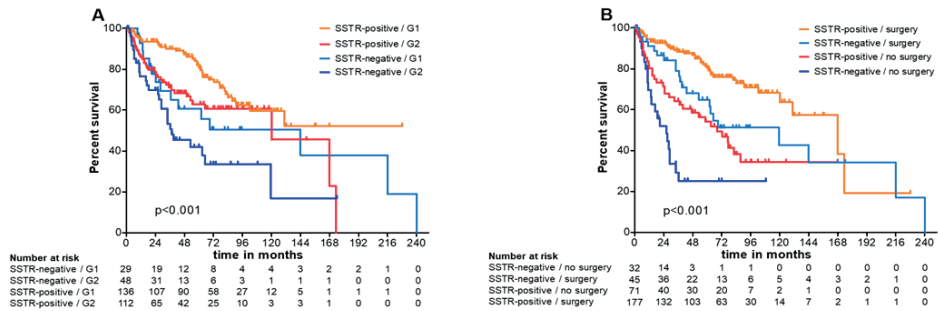 A
SSTR-positive / G1
SSTR-positive / G2
SSTR-negative / G1
SSTR-negative / G2
Percent survival
100
80
60
40
20
0
p<0.001
0 24 48 72 96 120 144 168 192 216 240
time in months
Number at risk
SSTR-negative / G1 29 19 12 8 4 4 3 2 2 1 0
SSTR-negative / G2 48 31 13 6 3 1 1 1 0 0 0
SSTR-positive / G1 136 107 90 58 27 12 5 1 1 0 0
SSTR-positive / G2 112 65 42 25 10 3 3 1 0 0 0
B
SSTR-positive / surgery
SSTR-negative / surgery
SSTR-positive / no surgery
SSTR-negative / no surgery
Percent survival
100
80
60
40
20
0
p<0.001
0 24 48 72 96 120 144 168 192 216 240
time in months
Number at risk
SSTR-negative / no surgery 32 14 3 1 1 0 0 0 0 0 0
SSTR-negative / surgery 45 36 22 13 6 5 4 3 2 1 0
SSTR-positive / no surgery 71 40 30 20 7 2 1 0 0 0 0
SSTR-positive / surgery 177 132 103 63 30 14 7 2 1 1 0